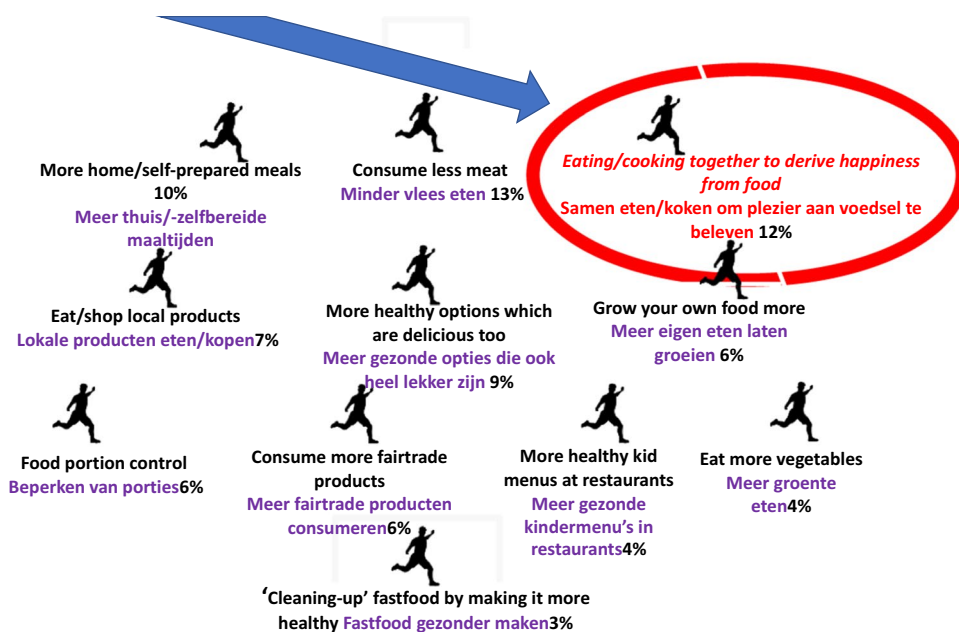 More home/self-prepared meals
10%
Meer thuis/-zelfbereide
maaltijden
Consume less meat
Minder vlees eten 13%
Eating/cooking together to derive happiness
from food
Samen eten/koken om plezier aan voedsel te
beleven 12%
Eat/shop local products
Lokale producten eten/kopen7%
More healthy options which
are delicious too
Meer gezonde opties die ook
heel lekker zijn 9%
Grow your own food more
Meer eigen eten laten
groeien 6%
Food portion control
Beperken van porties6%
Consume more fairtrade
products
Meer fairtrade producten
consumeren6%
More healthy kid
menus at restaurants
Meer gezonde
kindermenu's in
restaurants4%
Eat more vegetables
Meer groente
eten4%
'Cleaning-up' fastfood by making it more
healthy Fastfood gezonder maken3%